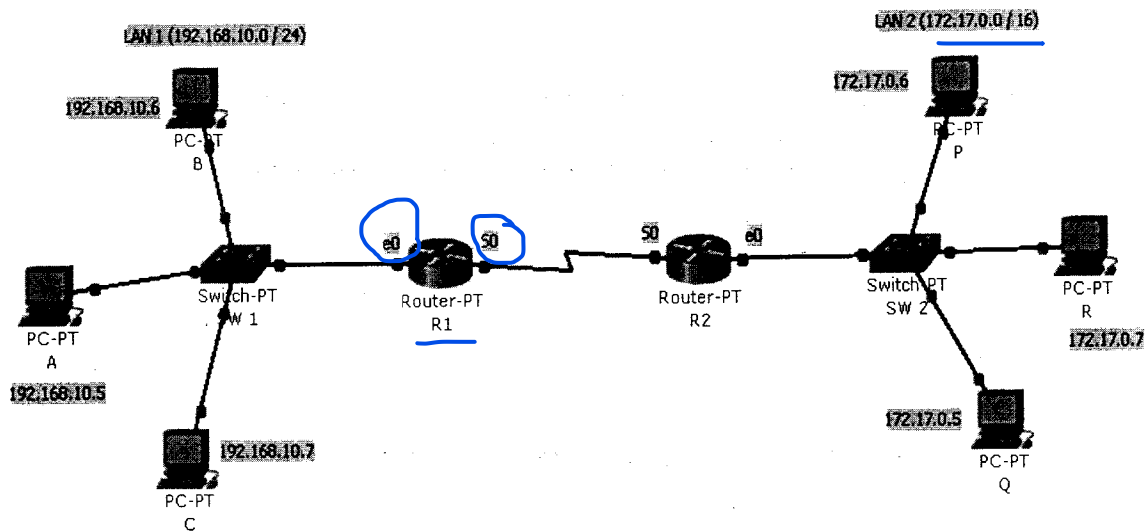 LAN 1 (192.168.10.0 / 24)
LAN 2 (172.17.0.0 / 16)
192.168.10.6
PC-PT
B
172.17.0.6
PC-PT
P
e0
S0
S0
e0
Switch-PT
SW 1
Router-PT
R1
Router-PT
R2
Switch-PT
SW 2
PC-PT
A
192.168.10.5
PC-PT
R
172.17.0.7
192.168.10.7
PC-PT
C
172.17.0.5
PC-PT
Q